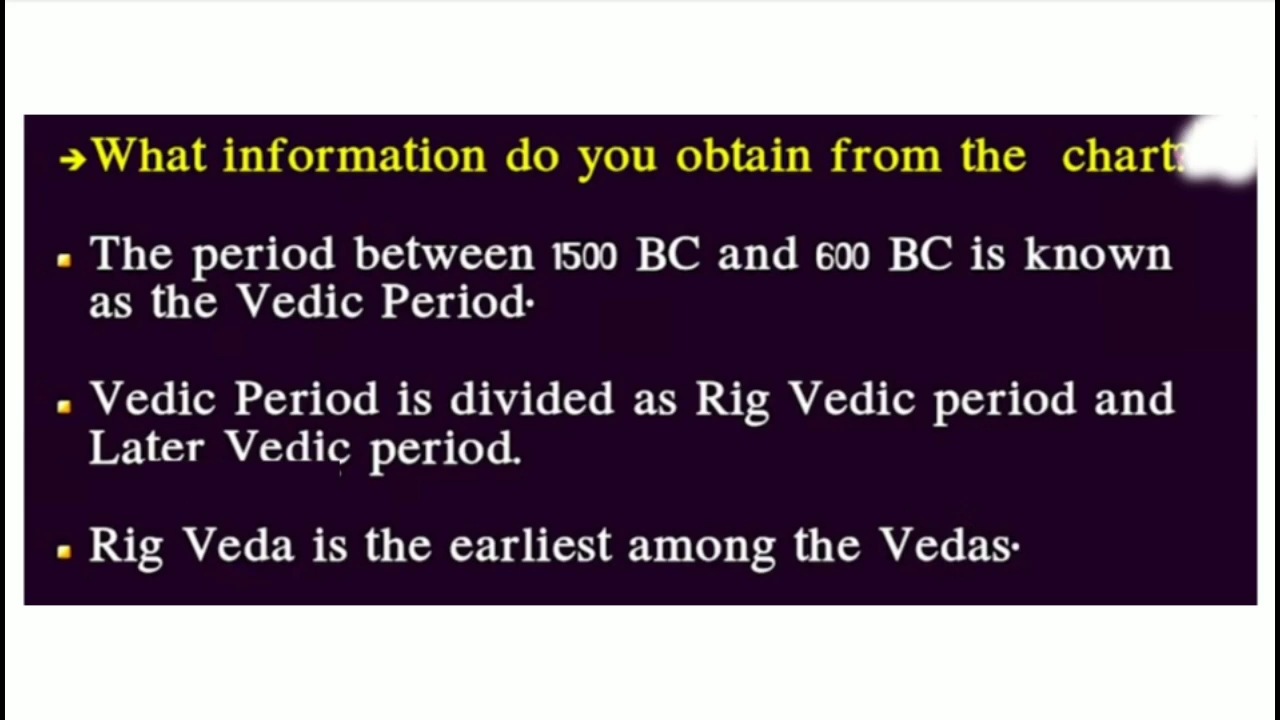 ➔What information do you obtain from the chart?
▪ The period between 1500 BC and 600 BC is known
as the Vedic Period.
▪ Vedic Period is divided as Rig Vedic period and
Later Vedic period.
▪ Rig Veda is the earliest among the Vedas.